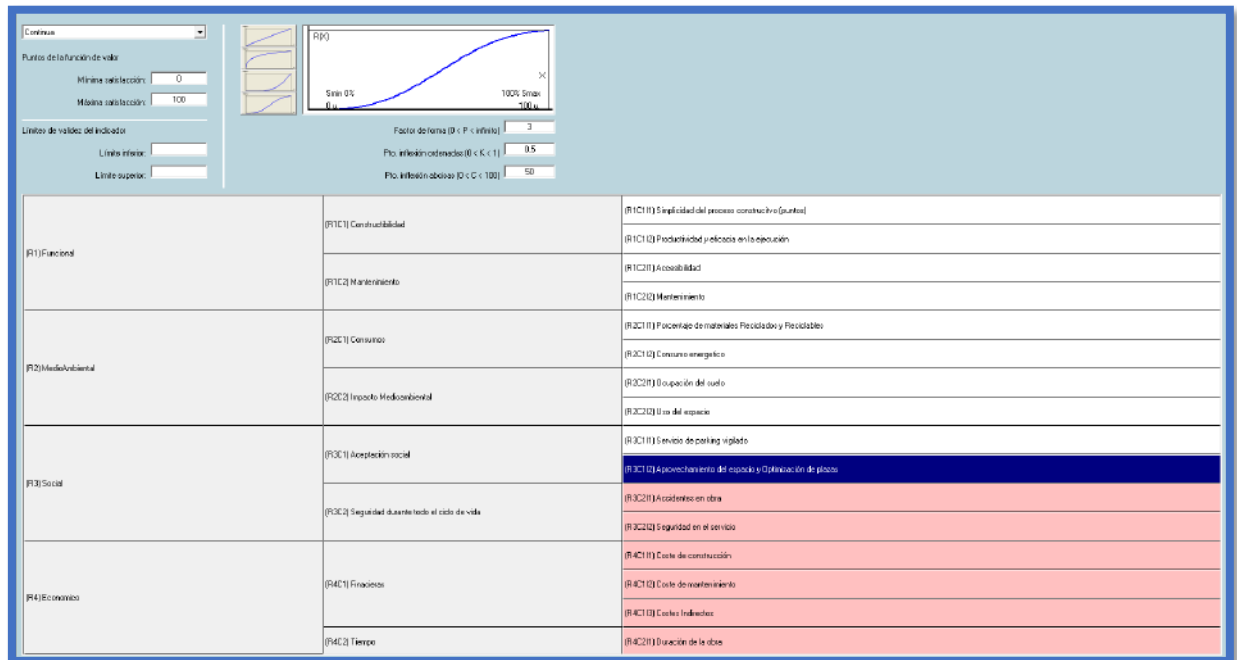 Continua
Puntos de la función de valor
Mínima satisfacción: 0
Máxima satisfacción: 100
Límites de validez del indicador
Límite inferior:
Límite superior:
R(X)
Smin 0%
0 u.
100% Smax
100 u.
Factor de forma (0 < P < infinito) 3
Pto. inflexión ordenadas (0 < K < 1) 0.5
Pto. inflexión abcisas (0 < C < 100) 50
(R1) Funcional
(R1C1) Constructibilidad
(R1C1I1) Simplicidad del proceso constructivo (puntos)
(R1C1I2) Productividad y eficacia en la ejecución
(R1C2) Mantenimiento
(R1C2I1) Accesibilidad
(R1C2I2) Mantenimiento
(R2) MedioAmbiental
(R2C1) Consumos
(R2C1I1) Porcentaje de materiales Reciclados y Reciclables
(R2C1I2) Consumo energetico
(R2C2) Impacto Medioambiental
(R2C2I1) Ocupación del suelo
(R2C2I2) Uso del espacio
(R3) Social
(R3C1) Aceptación social
(R3C1I1) Servicio de parking vigilado
(R3C1I2) Aprovechamiento del espacio y Optimización de plazas
(R3C2) Seguridad durante todo el ciclo de vida
(R3C2I1) Accidentes en obra
(R3C2I2) Seguridad en el servicio
(R4) Economico
(R4C1) Finacieros
(R4C1I1) Coste de construcción
(R4C1I2) Coste de mantenimiento
(R4C1I3) Costes Indirectos
(R4C2) Tiempo
(R4C2I1) Duración de la obra